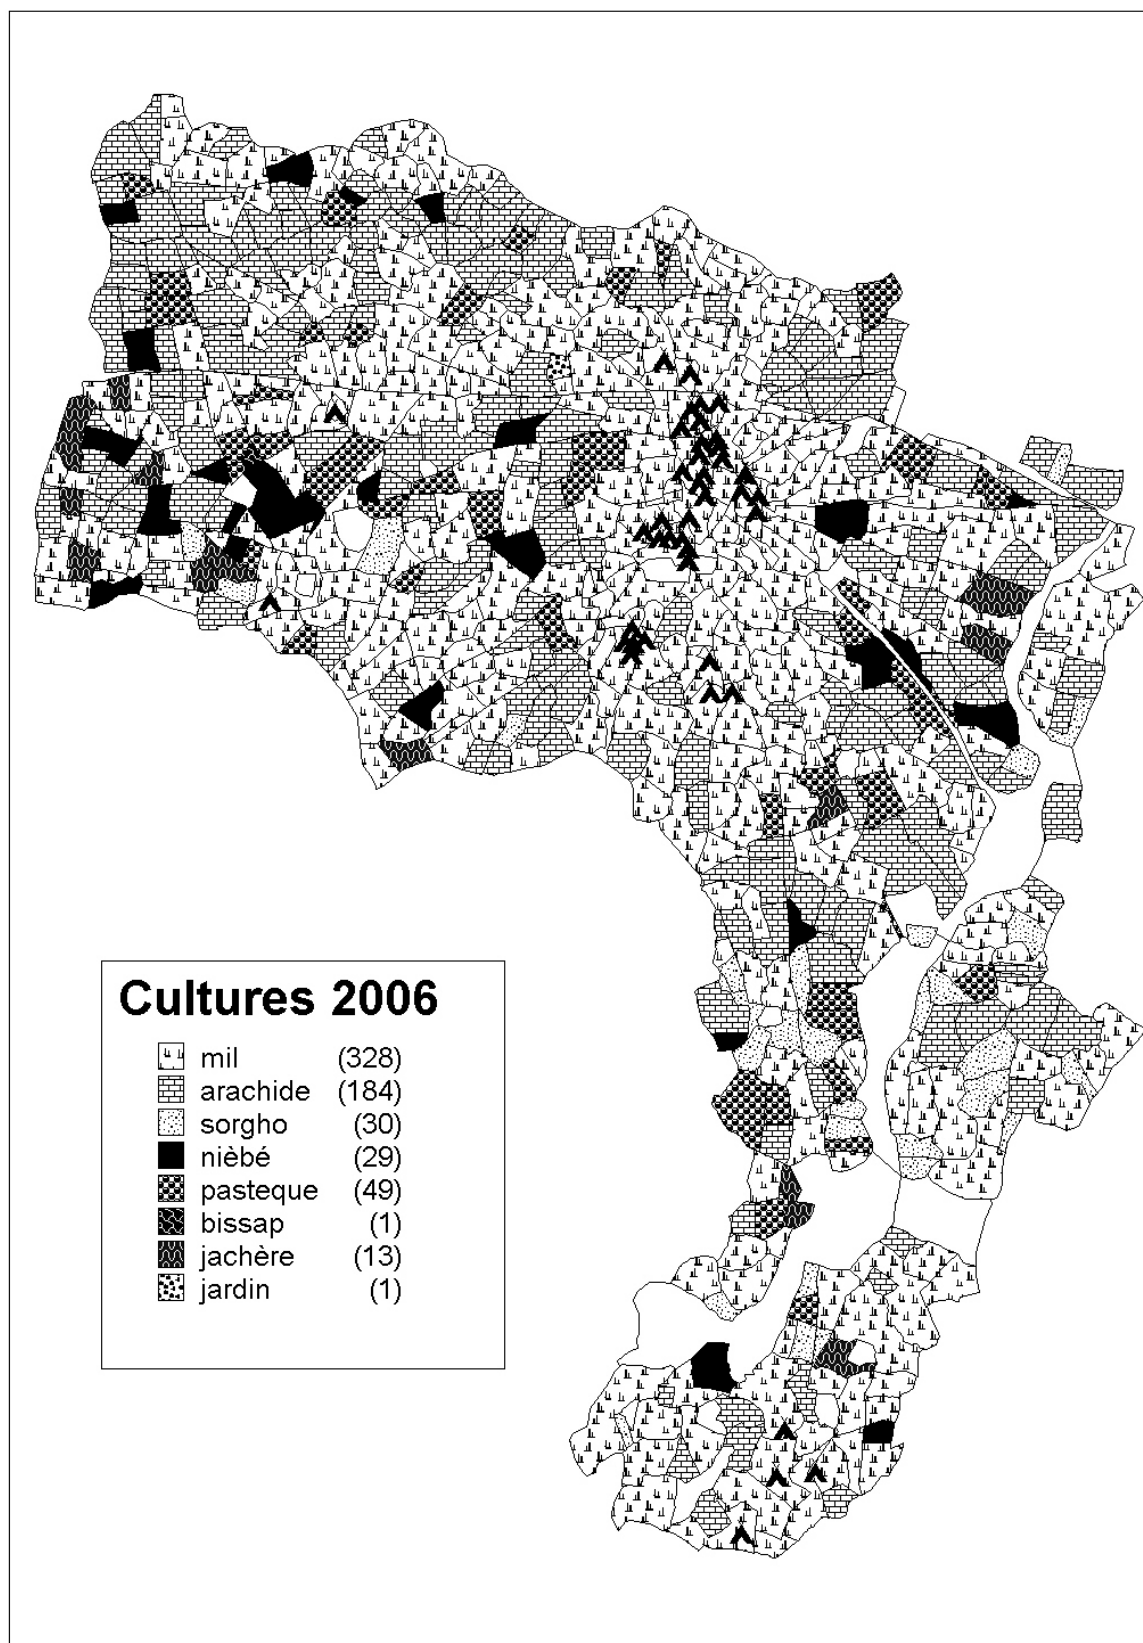 Cultures 2006
mil (328)
arachide (184)
sorgho (30)
nièbé (29)
pasteque (49)
bissap (1)
jachère (13)
jardin (1)